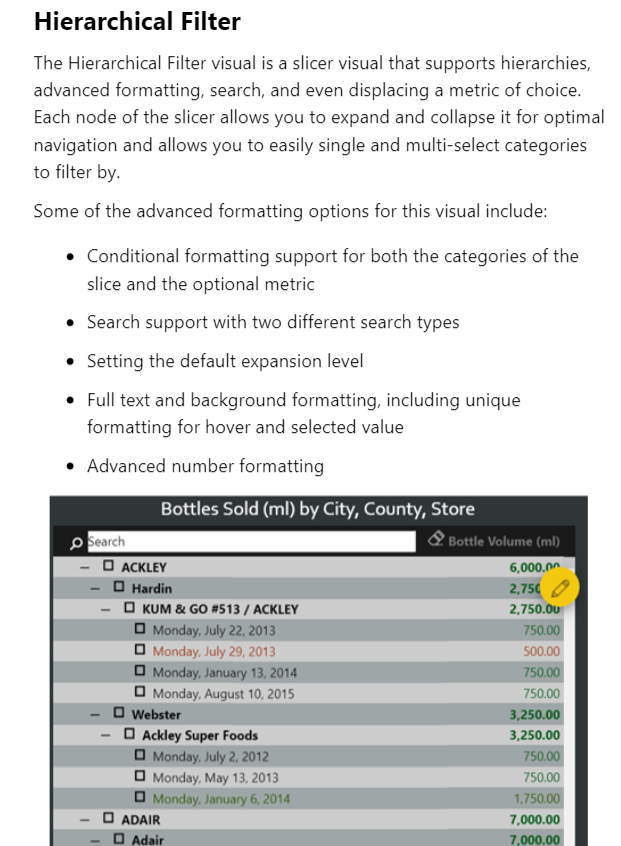 Hierarchical Filter
The Hierarchical Filter visual is a slicer visual that supports hierarchies,
advanced formatting, search, and even displacing a metric of choice.
Each node of the slicer allows you to expand and collapse it for optimal
navigation and allows you to easily single and multi-select categories
to filter by.
Some of the advanced formatting options for this visual include:
• Conditional formatting support for both the categories of the
slice and the optional metric
• Search support with two different search types
• Setting the default expansion level
• Full text and background formatting, including unique
formatting for hover and selected value
• Advanced number formatting
Bottles Sold (ml) by City, County, Store
Search Bottle Volume (ml)
ACKLEY 6,000.00
Hardin 2,750
KUM & GO #513 / ACKLEY 2,750.00
Monday, July 22, 2013 750.00
Monday, July 29, 2013 500.00
Monday, January 13, 2014 750.00
Monday, August 10, 2015 750.00
Webster 3,250.00
Ackley Super Foods 3,250.00
Monday, July 2, 2012 750.00
Monday, May 13, 2013 750.00
Monday, January 6, 2014 1,750.00
ADAIR 7,000.00
Adair 7,000.00